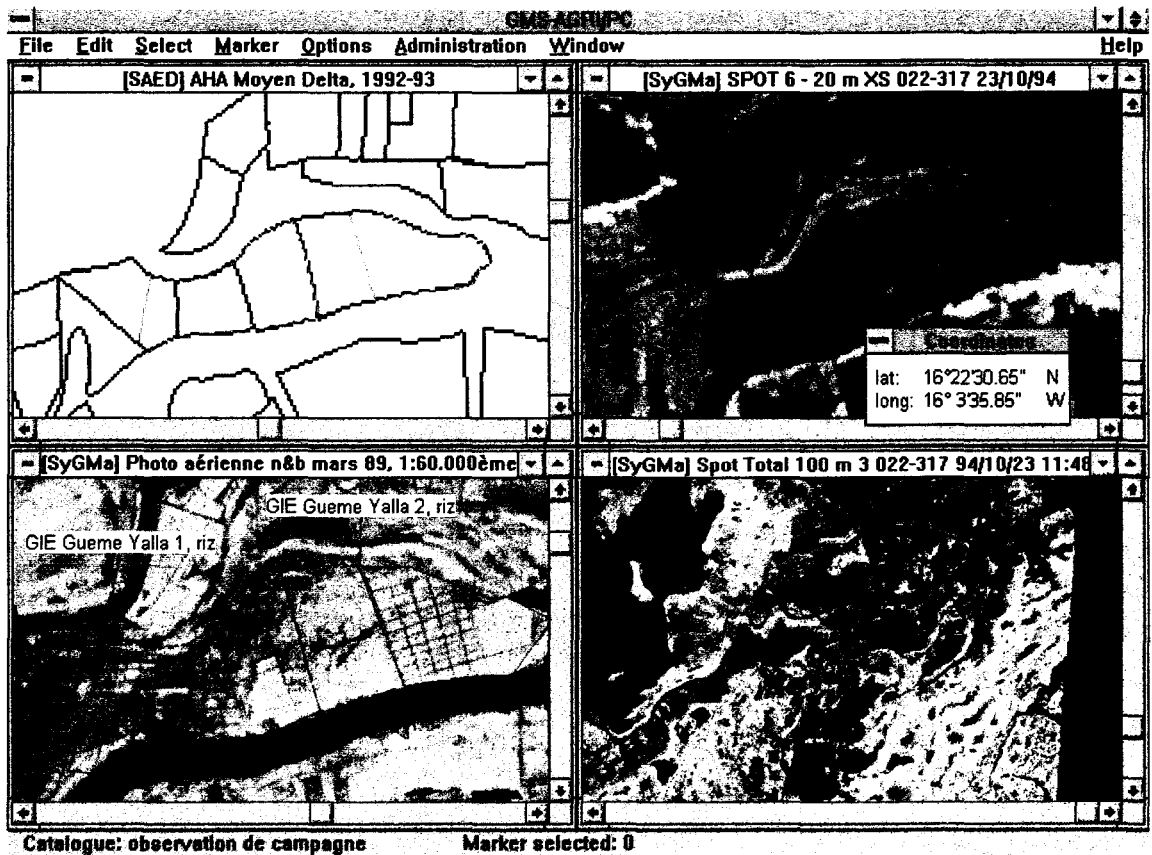 GMS-AGRI/PC
File Edit Select Marker Options Administration Window Help
[SAED] AHA Moyen Delta, 1992-93
[SyGMa] SPOT 6 - 20 m XS 022-317 23/10/94
Coordinates
lat: 16°22'30.65" N
long: 16° 3'35.85" W
[SyGMa] Photo aérienne n&b mars 89, 1:60.000ème
[SyGMa] Spot Total 100 m 3 022-317 94/10/23 11:48
GIE Gueme Yalla 2, riz
GIE Gueme Yalla 1, riz
Catalogue: observation de campagne Marker selected: 0